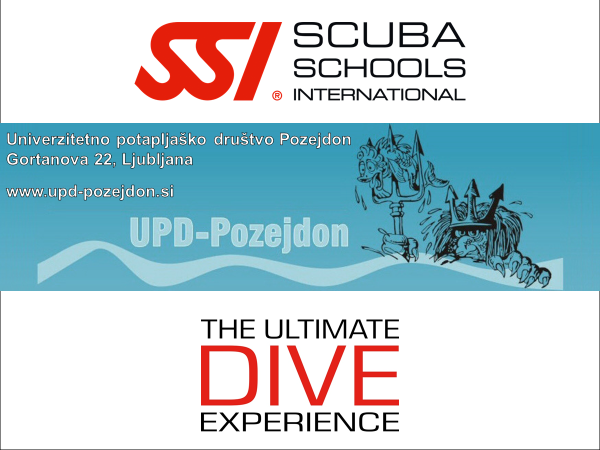 SSI ® SCUBA
SCHOOLS
INTERNATIONAL
Univerzitetno potapljaško društvo Pozejdon
Gortanova 22, Ljubljana
www.upd-pozejdon.si
UPD-Pozejdon
THE ULTIMATE
DIVE
EXPERIENCE